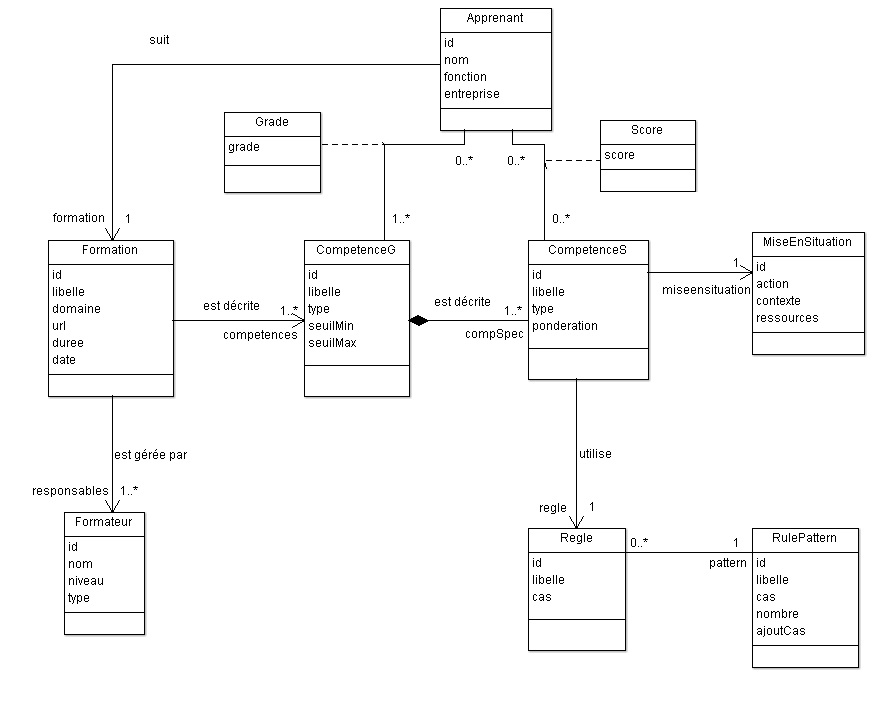 Apprenant
id
nom
fonction
entreprise
suit
Grade
grade
Score
score
0..*
0..*
formation
1
1..*
0..*
Formation
id
libelle
domaine
url
duree
date
est décrite
1..*
competences
CompetenceG
id
libelle
type
seuilMin
seuilMax
est décrite
1..*
compSpec
CompetenceS
id
libelle
type
ponderation
1
miseensituation
MiseEnSituation
id
action
contexte
ressources
est gérée par
responsables
1..*
Formateur
id
nom
niveau
type
utilise
regle
1
Regle
id
libelle
cas
0..*
1
pattern
RulePattern
id
libelle
cas
nombre
ajoutCas